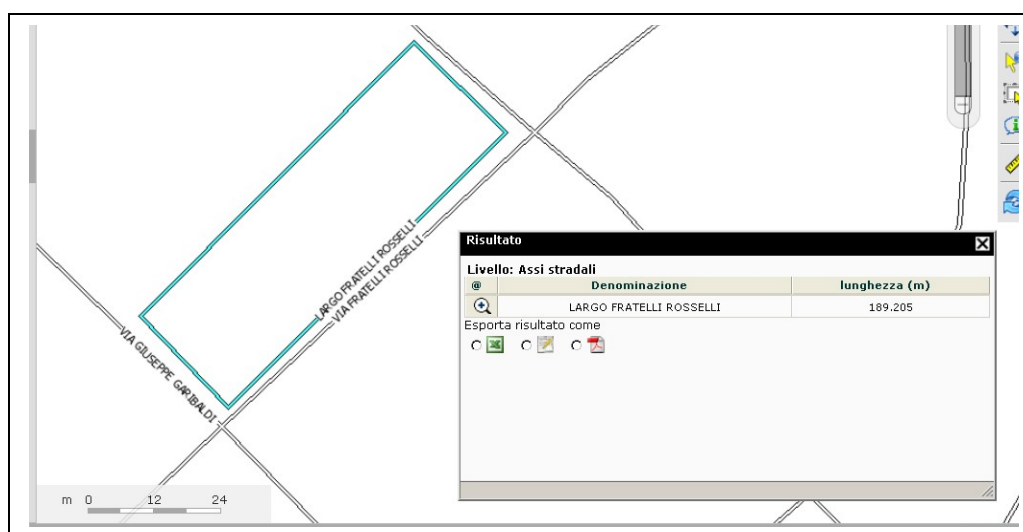 LARGO FRATELLI ROSSELLI
VIA FRATELLI ROSSELLI
VIA GIUSEPPE GARIBALDI
m 0 12 24
Risultato
Livello: Assi stradali
@ Denominazione lunghezza (m)
LARGO FRATELLI ROSSELLI 189.205
Esporta risultato come